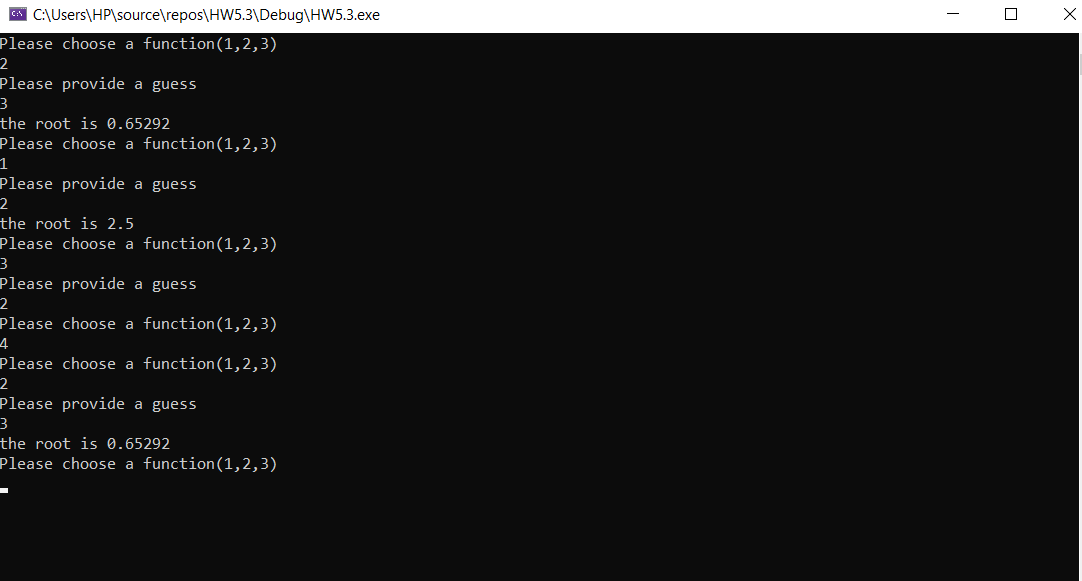 C:\Users\HP\source\repos\HW5.3\Debug\HW5.3.exe
Please choose a function(1,2,3)
2
Please provide a guess
3
the root is 0.65292
Please choose a function(1,2,3)
1
Please provide a guess
2
the root is 2.5
Please choose a function(1,2,3)
3
Please provide a guess
2
Please choose a function(1,2,3)
4
Please choose a function(1,2,3)
2
Please provide a guess
3
the root is 0.65292
Please choose a function(1,2,3)